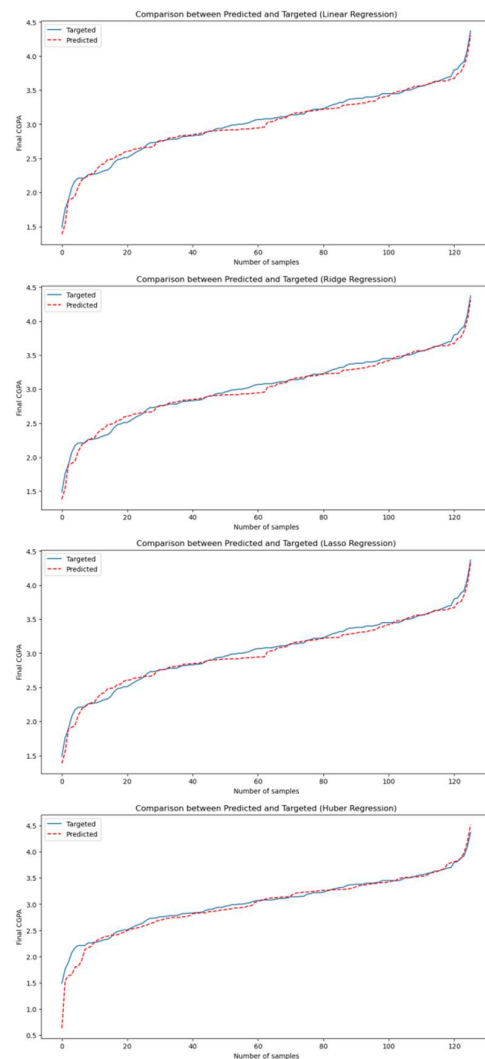 Comparison between Predicted and Targeted (Linear Regression)
4.5
Targeted
Predicted
4.0
3.5
3.0
2.5
2.0
1.5
Final CGPA
0 20 40 60 80 100 120
Number of samples
Comparison between Predicted and Targeted (Ridge Regression)
4.5
Targeted
Predicted
4.0
3.5
3.0
2.5
2.0
1.5
Final CGPA
0 20 40 60 80 100 120
Number of samples
Comparison between Predicted and Targeted (Lasso Regression)
4.5
Targeted
Predicted
4.0
3.5
3.0
2.5
2.0
1.5
Final CGPA
0 20 40 60 80 100 120
Number of samples
Comparison between Predicted and Targeted (Huber Regression)
Targeted
4.5
Predicted
4.0
3.5
3.0
2.5
2.0
1.5
1.0
0.5
Final CGPA
0 20 40 60 80 100 120
Number of samples